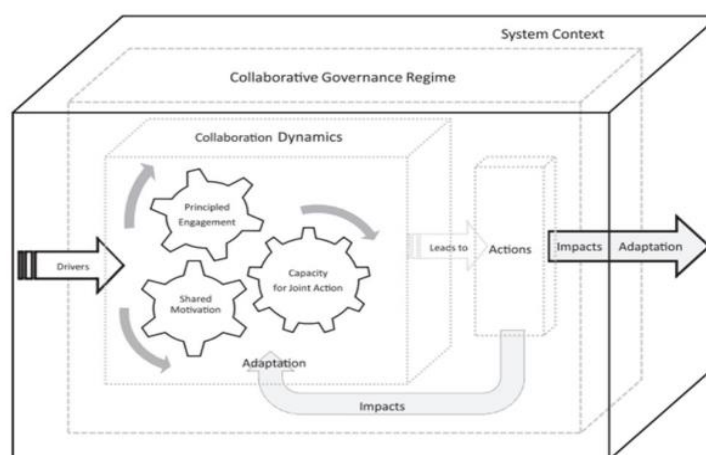 System Context
Collaborative Governance Regime
Collaboration Dynamics
Principled
Engagement
Drivers
Shared
Motivation
Capacity
for Joint Action
Leads to
Actions
Impacts
Adaptation
Adaptation
Impacts